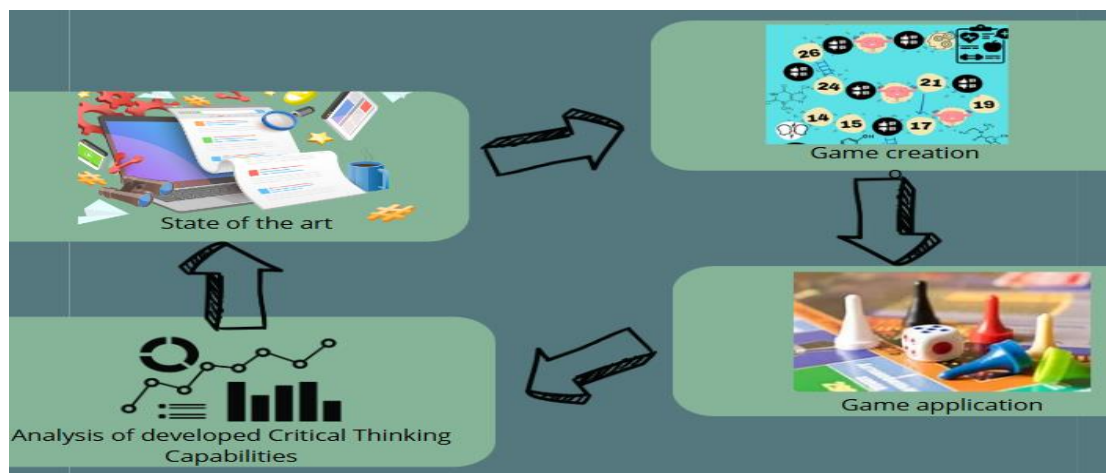 State of the art
26
24
21
19
14
15
17
Game creation
Game application
Analysis of developed Critical Thinking
Capabilities